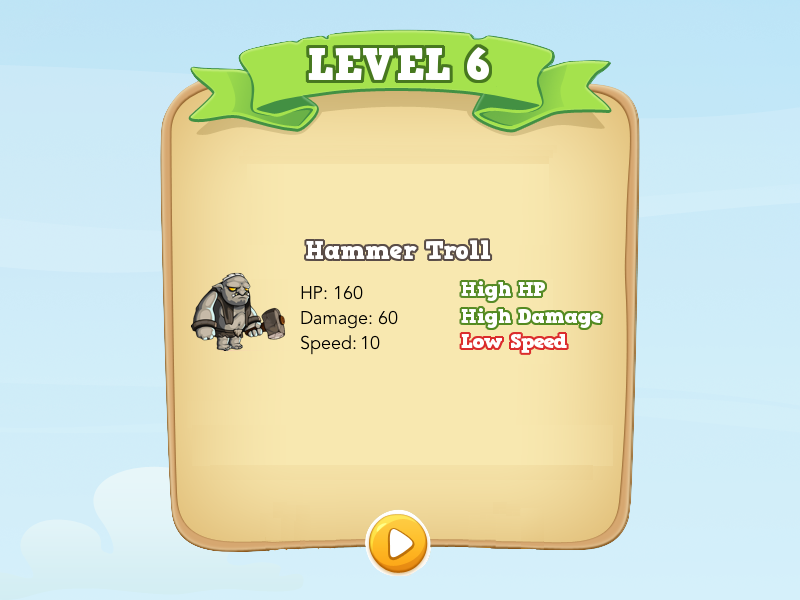 LEVEL 6
Hammer Troll
HP: 160
Damage: 60
Speed: 10
High HP
High Damage
Low Speed